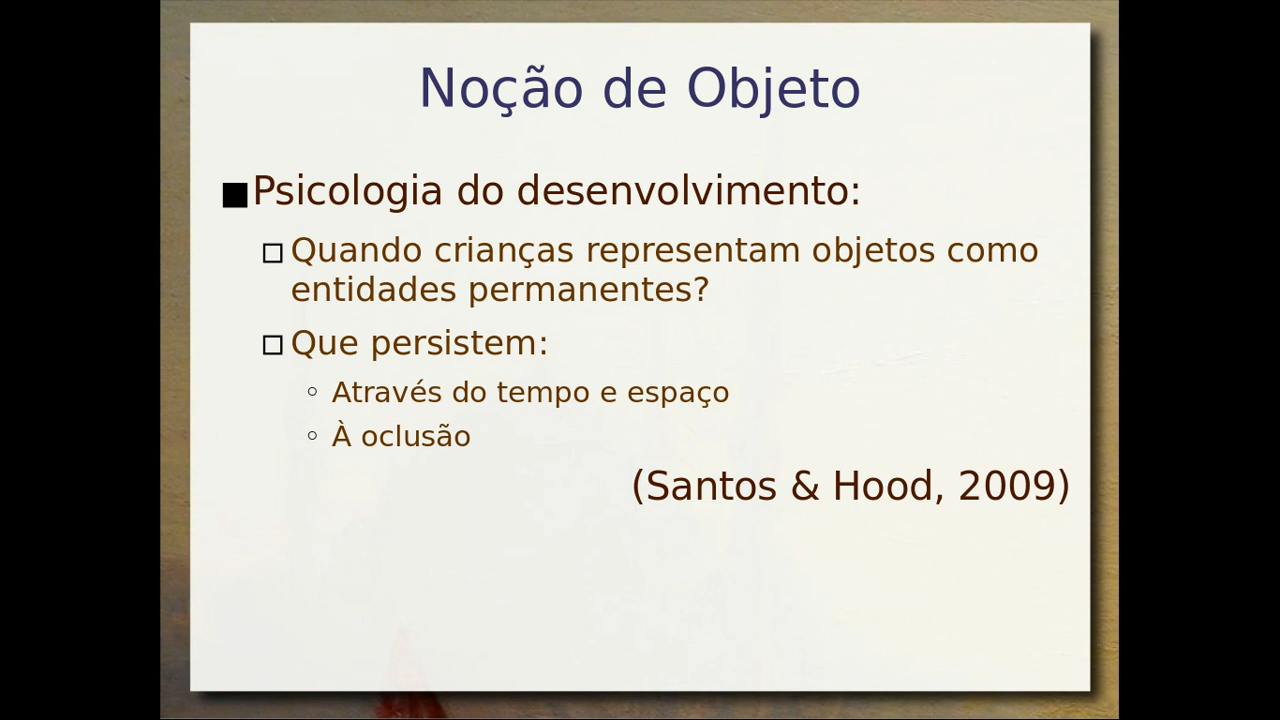 Noção de Objeto
Psicologia do desenvolvimento:
Quando crianças representam objetos como
entidades permanentes?
Que persistem:
Através do tempo e espaço
À oclusão
(Santos & Hood, 2009)